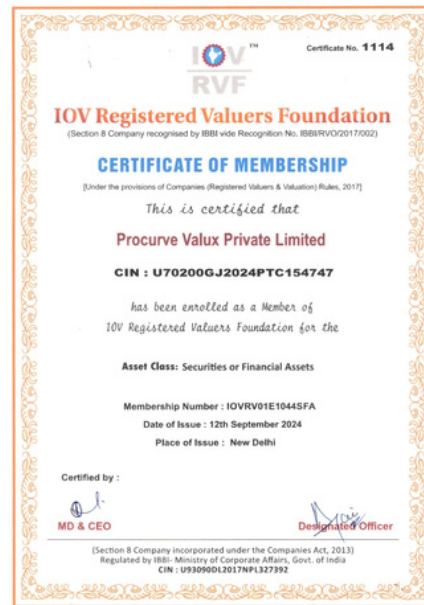 Certificate No. 1114
IOV™
RVF
IOV Registered Valuers Foundation
(Section 8 Company recognised by IBBI vide Recognition No. IBBI/RVO/2017/002)
CERTIFICATE OF MEMBERSHIP
[Under the provisions of Companies (Registered Valuers & Valuation) Rules, 2017]
This is certified that
Procurve Valux Private Limited
CIN : U70200GJ2024PTC154747
has been enrolled as a Member of
IOV Registered Valuers Foundation for the
Asset Class: Securities or Financial Assets
Membership Number : IOVRV01E1044SFA
Date of Issue : 12th September 2024
Place of Issue : New Delhi
Certified by :
MD & CEO
Designated Officer
(Section 8 Company incorporated under the Companies Act, 2013)
Regulated by IBBI- Ministry of Corporate Affairs, Govt. of India
CIN : U93090DL2017NPL327392